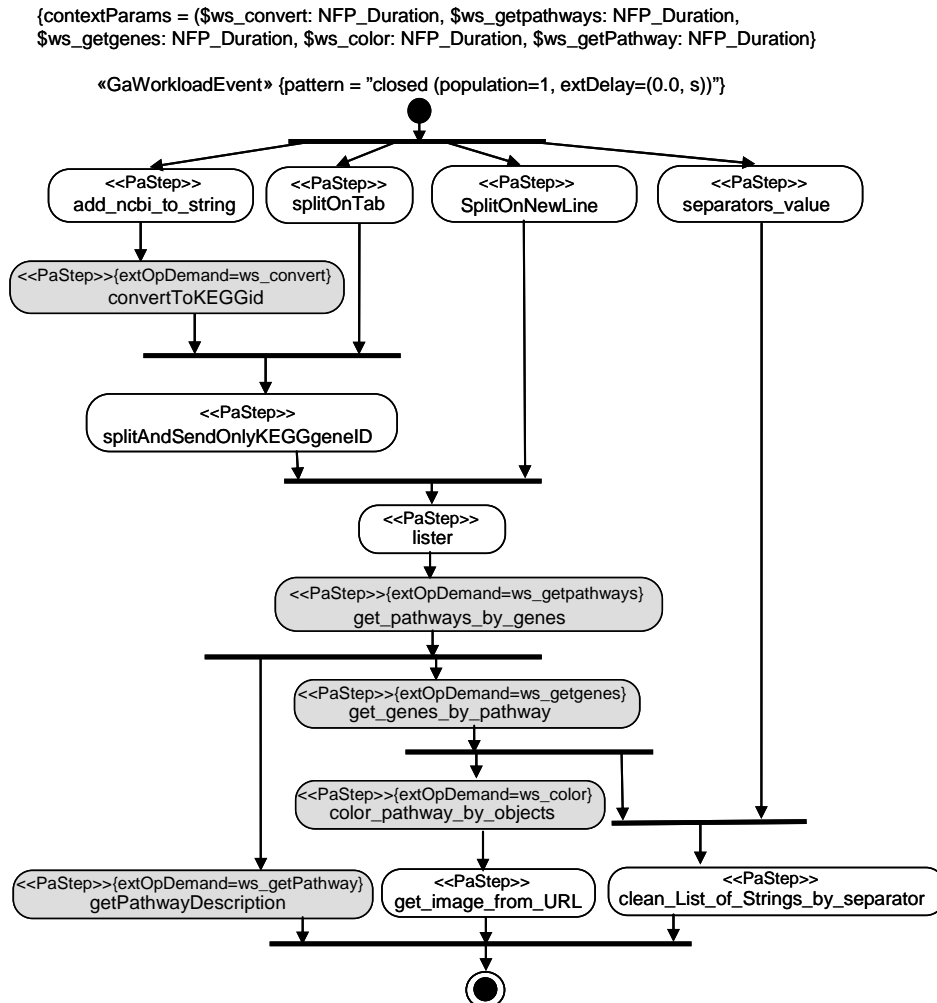 {contextParams = ($ws_convert: NFP_Duration, $ws_getpathways: NFP_Duration,
$ws_getgenes: NFP_Duration, $ws_color: NFP_Duration, $ws_getPathway: NFP_Duration}
«GaWorkloadEvent» {pattern = ”closed (population=1, extDelay=(0.0, s))”}
<<PaStep>>
add_ncbi_to_string
<<PaStep>>
splitOnTab
<<PaStep>>
SplitOnNewLine
<<PaStep>>
separators_value
<<PaStep>>{extOpDemand=ws_convert}
convertToKEGGid
<<PaStep>>
splitAndSendOnlyKEGGgeneID
<<PaStep>>
lister
<<PaStep>>{extOpDemand=ws_getpathways}
get_pathways_by_genes
<<PaStep>>{extOpDemand=ws_getgenes}
get_genes_by_pathway
<<PaStep>>{extOpDemand=ws_color}
color_pathway_by_objects
<<PaStep>>{extOpDemand=ws_getPathway}
getPathwayDescription
<<PaStep>>
get_image_from_URL
<<PaStep>>
clean_List_of_Strings_by_separator